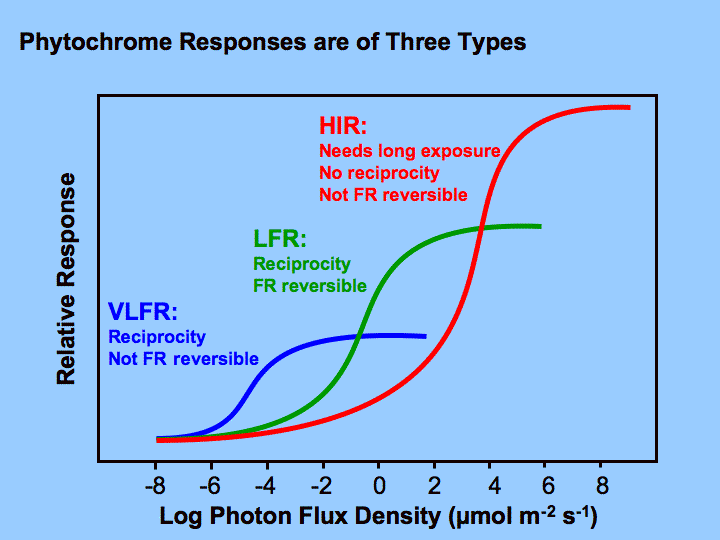 Phytochrome Responses are of Three Types
HIR:
Needs long exposure
No reciprocity
Not FR reversible
LFR:
Reciprocity
FR reversible
VLFR:
Reciprocity
Not FR reversible
Relative Response
-8 -6 -4 -2 0 2 4 6 8
Log Photon Flux Density (µmol m⁻² s⁻¹)